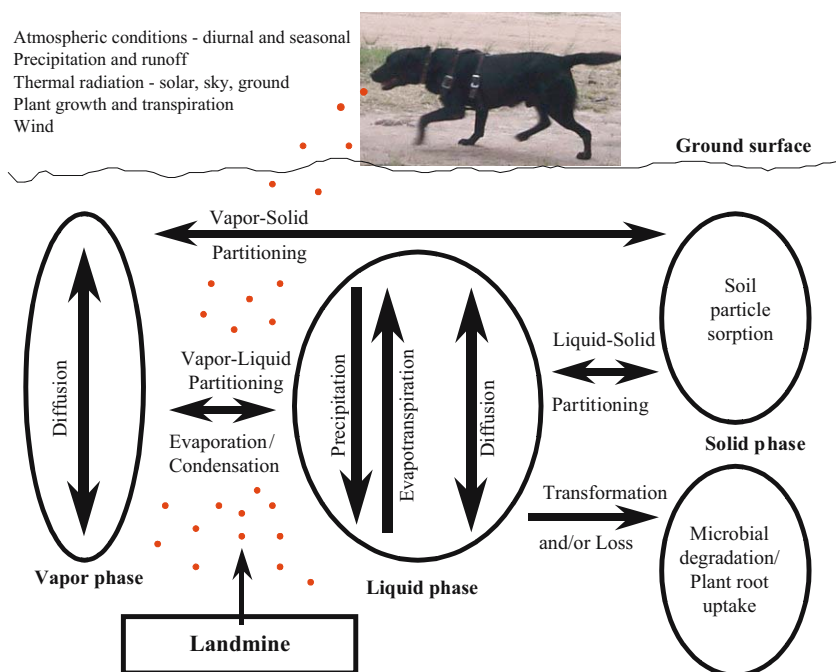 Atmospheric conditions - diurnal and seasonal
Precipitation and runoff
Thermal radiation - solar, sky, ground
Plant growth and transpiration
Wind
Ground surface
Vapor-Solid
Partitioning
Diffusion
Vapor phase
Vapor-Liquid
Partitioning
Evaporation/
Condensation
Precipitation
Evapotranspiration
Diffusion
Liquid phase
Liquid-Solid
Partitioning
Soil
particle
sorption
Solid phase
Transformation
and/or Loss
Microbial
degradation/
Plant root
uptake
Landmine